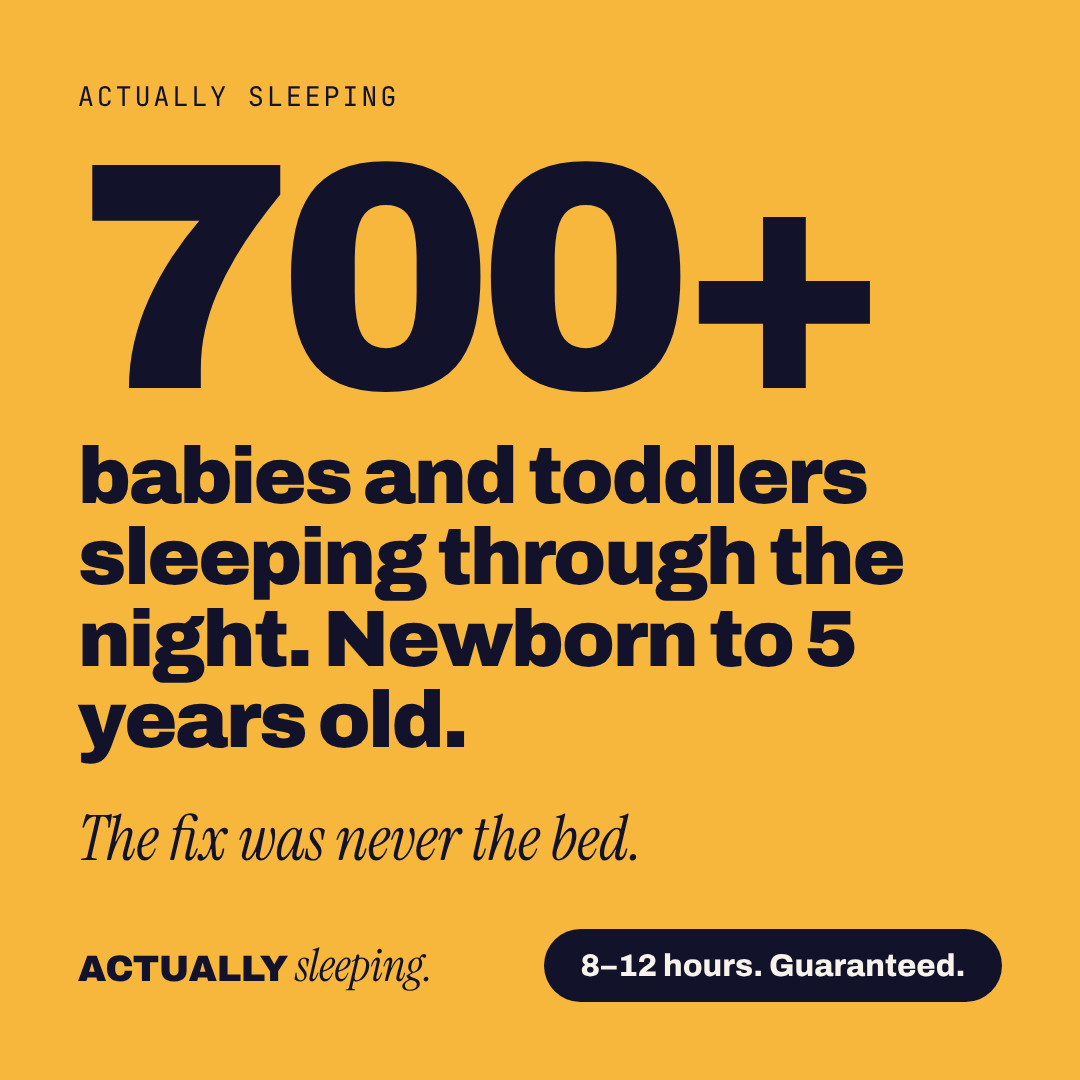 ACTUALLY SLEEPING
700+
babies and toddlers
sleeping through the
night. Newborn to 5
years old.
The fix was never the bed.
ACTUALLY sleeping.
8–12 hours. Guaranteed.